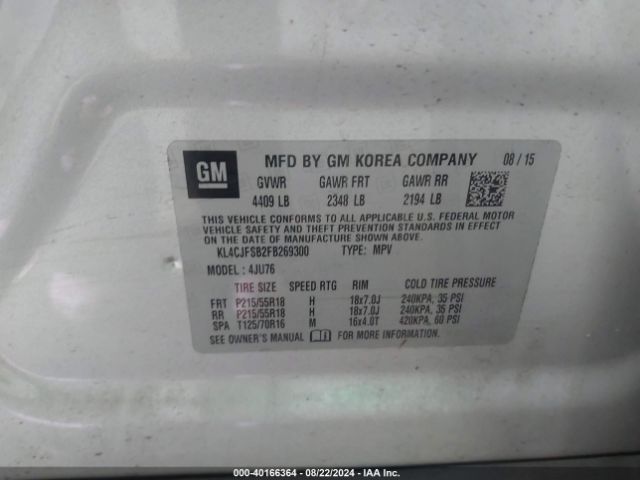 GM
MFD BY GM KOREA COMPANY 08 / 15
GVWR GAWR FRT GAWR RR
4409 LB 2348 LB 2194 LB
THIS VEHICLE CONFORMS TO ALL APPLICABLE U.S. FEDERAL MOTOR
VEHICLE SAFETY AND THEFT PREVENTION STANDARDS IN EFFECT
ON THE DATE OF MANUFACTURE SHOWN ABOVE.
KL4CJFSB2FB269300 TYPE: MPV
MODEL : 4JU76
TIRE SIZE SPEED RTG RIM COLD TIRE PRESSURE
FRT P215/55R18 H 18x7.0J 240KPA, 35 PSI
RR P215/55R18 H 18x7.0J 240KPA, 35 PSI
SPA T125/70R16 M 16x4.0T 420KPA, 60 PSI
SEE OWNER'S MANUAL FOR MORE INFORMATION
000-40166364 - 08/22/2024 - IAA Inc.